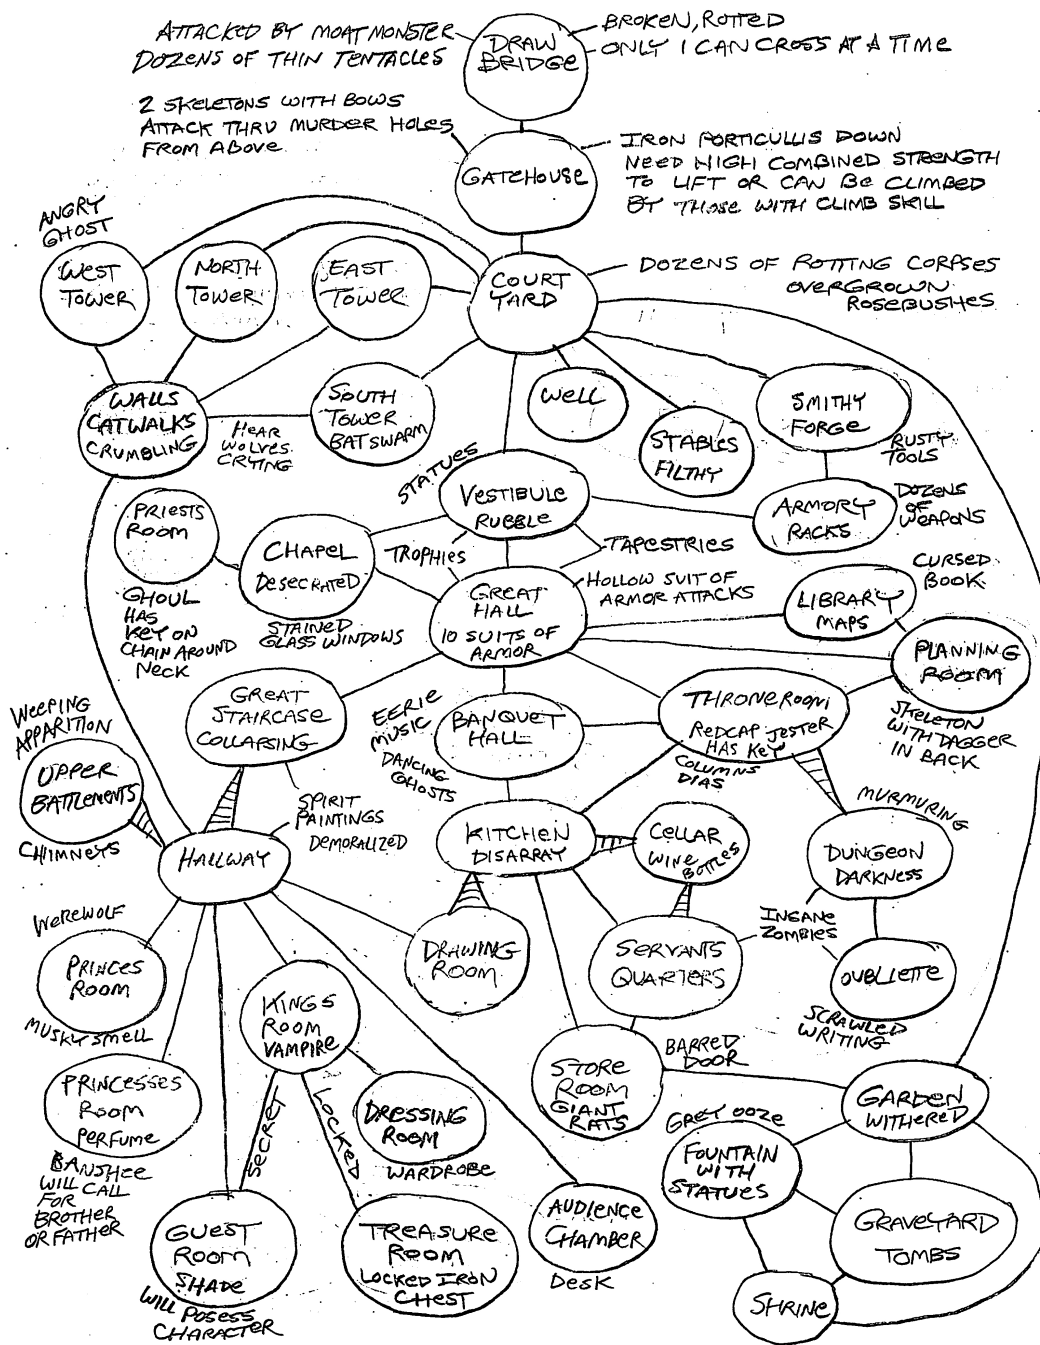 ATTACKED BY MOATMONSTER
DOZENS OF THIN TENTACLES
DRAW
BRIDGE
BROKEN, ROTTED
ONLY 1 CAN CROSS AT A TIME
2 SKELETONS WITH BOWS
ATTACK THRU MURDER HOLES
FROM ABOVE
GATEHOUSE
IRON PORTICULLIS DOWN
NEED HIGH COMBINED STRENGTH
TO LIFT OR CAN BE CLIMBED
BY THOSE WITH CLIMB SKILL
ANGRY
GHOST
WEST
TOWER
NORTH
TOWER
EAST
TOWER
COURT
YARD
DOZENS OF ROTTING CORPSES
OVERGROWN
ROSEBUSHES
WALLS
CATWALKS
CRUMBLING
HEAR
WOLVES
CRYING
SOUTH
TOWER
BATSWARM
WELL
STABLES
FILTHY
SMITHY
FORGE
RUSTY
TOOLS
STATUES
VESTIBULE
RUBBLE
ARMORY
RACKS
DOZENS
OF
WEAPONS
PRIESTS
ROOM
GHOUL
HAS
KEY ON
CHAIN AROUND
NECK
CHAPEL
DESECRATED
STAINED
GLASS WINDOWS
TROPHIES
TAPESTRIES
GREAT
HALL
10 SUITS OF
ARMOR
HOLLOW SUIT OF
ARMOR ATTACKS
LIBRARY
MAPS
CURSED
BOOK
PLANNING
ROOM
SKELETON
WITH DAGGER
IN BACK
GREAT
STAIRCASE
COLLAPSING
EERIE
MUSIC
DANCING
GHOSTS
BANQUET
HALL
THRONEROOM
REDCAP JESTER
HAS KEY
COLUMNS
DIAS
WEEPING
APPARITION
UPPER
BATTLEMENTS
CHIMNEYS
HALLWAY
SPIRIT
PAINTINGS
DEMORALIZED
KITCHEN
DISARRAY
CELLAR
WINE
BOTTLES
MURMURING
DUNGEON
DARKNESS
WEREWOLF
PRINCES
ROOM
MUSKY SMELL
KINGS
ROOM
VAMPIRE
DRAWING
ROOM
SERVANTS
QUARTERS
INSANE
ZOMBIES
OUBLIETTE
SCRAWLED
WRITING
PRINCESSES
ROOM
PERFUME
BANSHEE
WILL CALL
FOR
BROTHER
OR FATHER
SECRET
LOCKED
DRESSING
ROOM
WARDROBE
STORE
ROOM
GIANT
RATS
BARRED
DOOR
GARDEN
WITHERED
GREY OOZE
FOUNTAIN
WITH
STATUES
GUEST
ROOM
SHADE
WILL POSESS
CHARACTER
TREASURE
ROOM
LOCKED IRON
CHEST
AUDIENCE
CHAMBER
DESK
GRAVEYARD
TOMBS
SHRINE